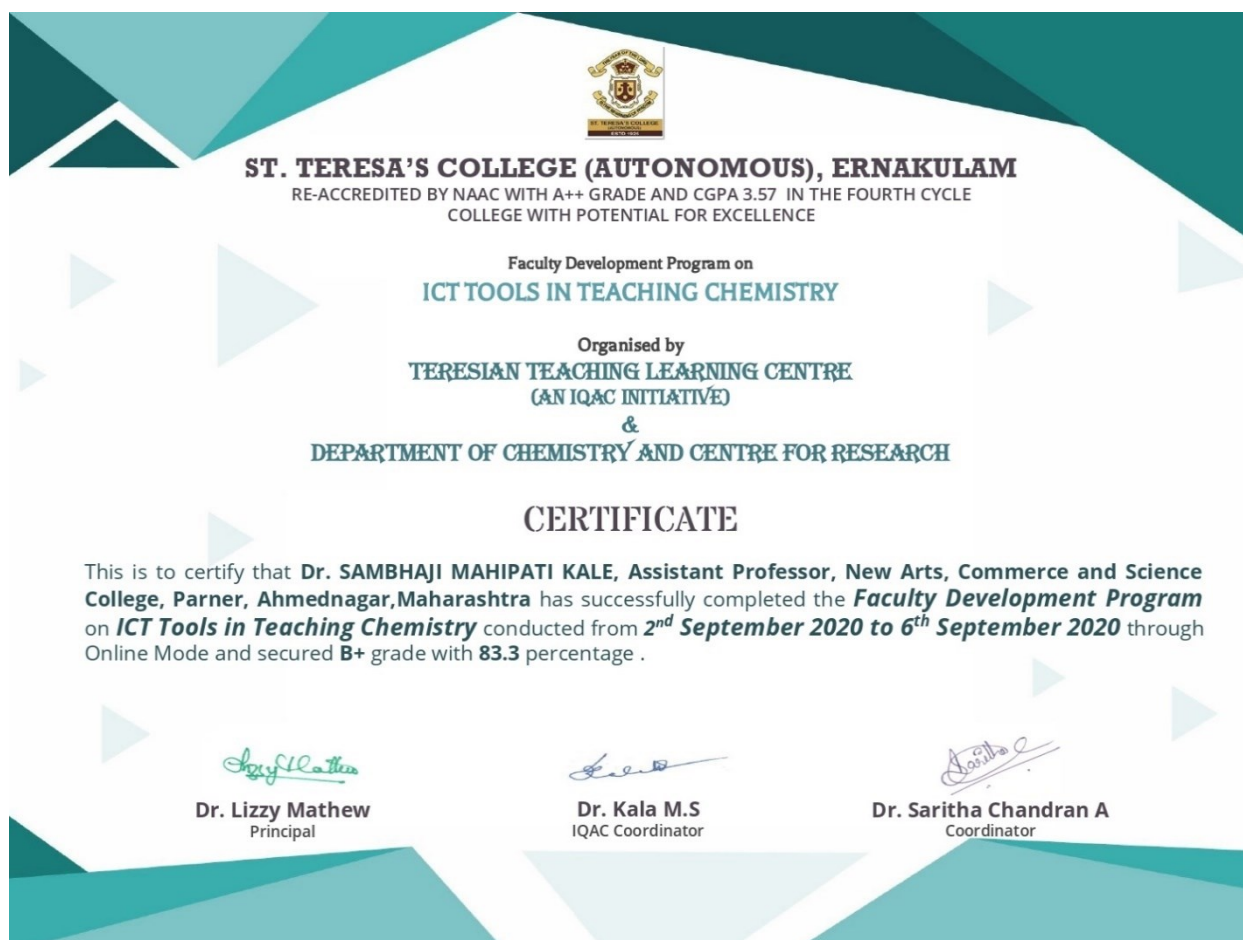 ST. TERESA'S COLLEGE
(AUTONOMOUS)
ESTD 1925
ST. TERESA'S COLLEGE (AUTONOMOUS), ERNAKULAM
RE-ACCREDITED BY NAAC WITH A++ GRADE AND CGPA 3.57 IN THE FOURTH CYCLE
COLLEGE WITH POTENTIAL FOR EXCELLENCE
Faculty Development Program on
ICT TOOLS IN TEACHING CHEMISTRY
Organised by
TERESIAN TEACHING LEARNING CENTRE
(AN IQAC INITIATIVE)
&
DEPARTMENT OF CHEMISTRY AND CENTRE FOR RESEARCH
CERTIFICATE
This is to certify that Dr. SAMBHAJI MAHIPATI KALE, Assistant Professor, New Arts, Commerce and Science
College, Parner, Ahmednagar,Maharashtra has successfully completed the Faculty Development Program
on ICT Tools in Teaching Chemistry conducted from 2nd September 2020 to 6th September 2020 through
Online Mode and secured B+ grade with 83.3 percentage .
Dr. Lizzy Mathew
Principal
Dr. Kala M.S
IQAC Coordinator
Dr. Saritha Chandran A
Coordinator